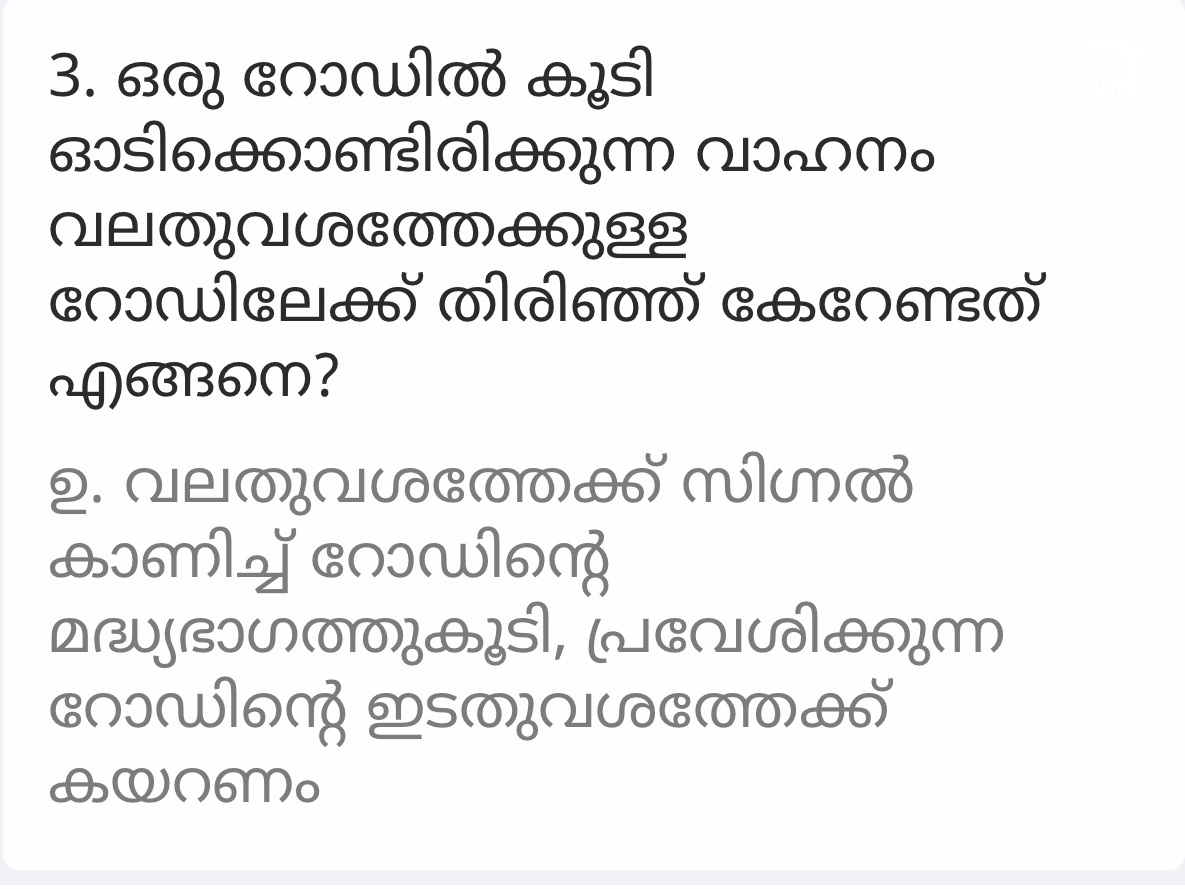 3. ഒരു റോഡിൽ കൂടി
ഓടിക്കൊണ്ടിരിക്കുന്ന വാഹനം
വലതുവശത്തേക്കുള്ള
റോഡിലേക്ക് തിരിഞ്ഞ് കേറേണ്ടത്
എങ്ങനെ?
ഉ. വലതുവശത്തേക്ക് സിഗ്നൽ
കാണിച്ച് റോഡിന്റെ
മദ്ധ്യഭാഗത്തുകൂടി, പ്രവേശിക്കുന്ന
റോഡിന്റെ ഇടതുവശത്തേക്ക്
കയറണം